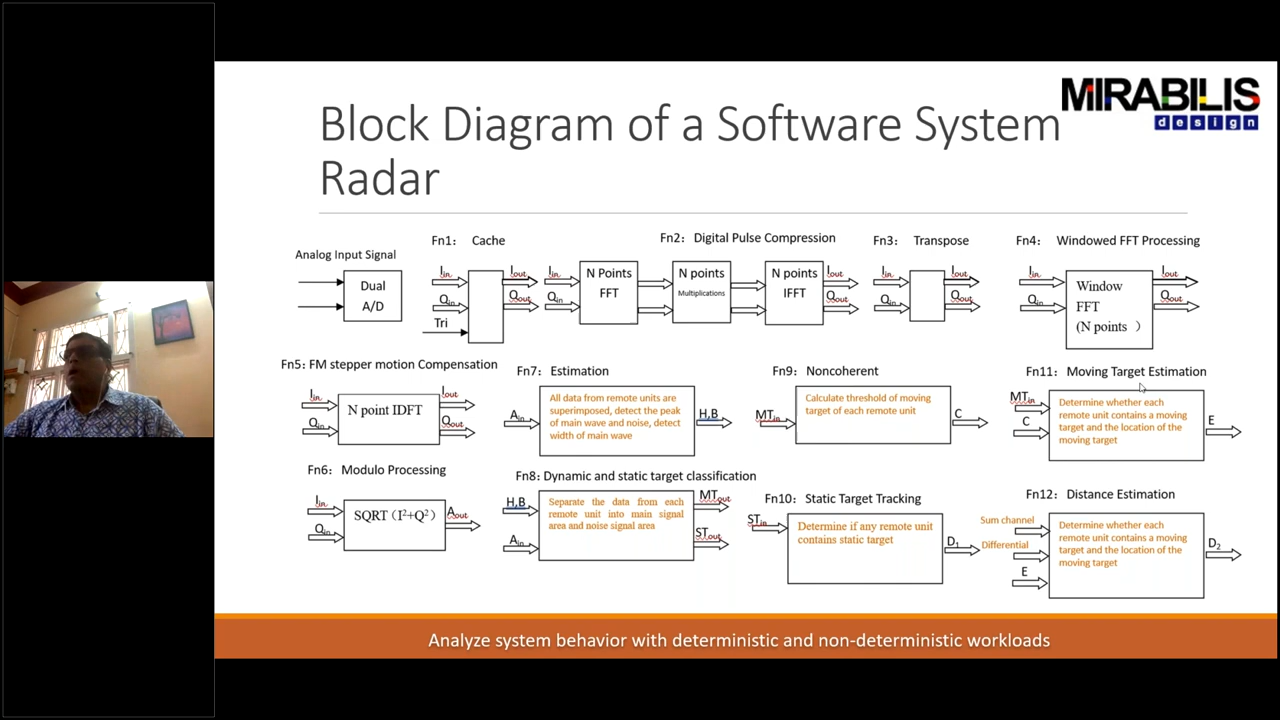 MIRABILIS
design
Block Diagram of a Software System
Radar
Analog Input Signal
Dual
A/D
Fn1: Cache
Iin
Qin
Tri
Iout
Qout
Fn2: Digital Pulse Compression
Iin
Qin
N Points
FFT
N points
Multiplications
N points
IFFT
Iout
Qout
Fn3: Transpose
Iin
Qin
Iout
Qout
Fn4: Windowed FFT Processing
Iin
Qin
Window
FFT
(N points )
Iout
Qout
Fn5: FM stepper motion Compensation
Iin
Qin
N point IDFT
Iout
Qout
Fn6: Modulo Processing
Iin
Qin
SQRT (I²+Q²)
Aout
Fn7: Estimation
Ain
All data from remote units are
superimposed, detect the peak
of main wave and noise, detect
width of main wave
H,B
Fn8: Dynamic and static target classification
H,B
Ain
Separate the data from each
remote unit into main signal
area and noise signal area
MTout
STout
Fn9: Noncoherent
MTin
Calculate threshold of moving
target of each remote unit
C
Fn10: Static Target Tracking
STin
Determine if any remote unit
contains static target
D1
Fn11: Moving Target Estimation
MTin
C
Determine whether each
remote unit contains a moving
target and the location of the
moving target
E
Fn12: Distance Estimation
Sum channel
Differential
E
Determine whether each
remote unit contains a moving
target and the location of the
moving target
D2
Analyze system behavior with deterministic and non-deterministic workloads